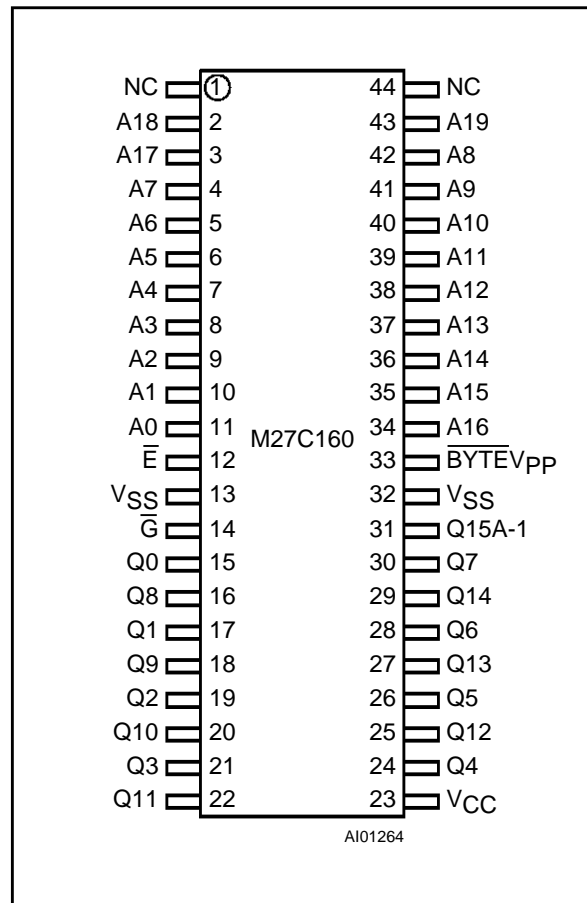 NC 1 44 NC
A18 2 43 A19
A17 3 42 A8
A7 4 41 A9
A6 5 40 A10
A5 6 39 A11
A4 7 38 A12
A3 8 37 A13
A2 9 36 A14
A1 10 35 A15
A0 11 34 A16
M27C160
E̅ 12 33 B̅Y̅T̅E̅VPP
VSS 13 32 VSS
G̅ 14 31 Q15A-1
Q0 15 30 Q7
Q8 16 29 Q14
Q1 17 28 Q6
Q9 18 27 Q13
Q2 19 26 Q5
Q10 20 25 Q12
Q3 21 24 Q4
Q11 22 23 VCC
AI01264